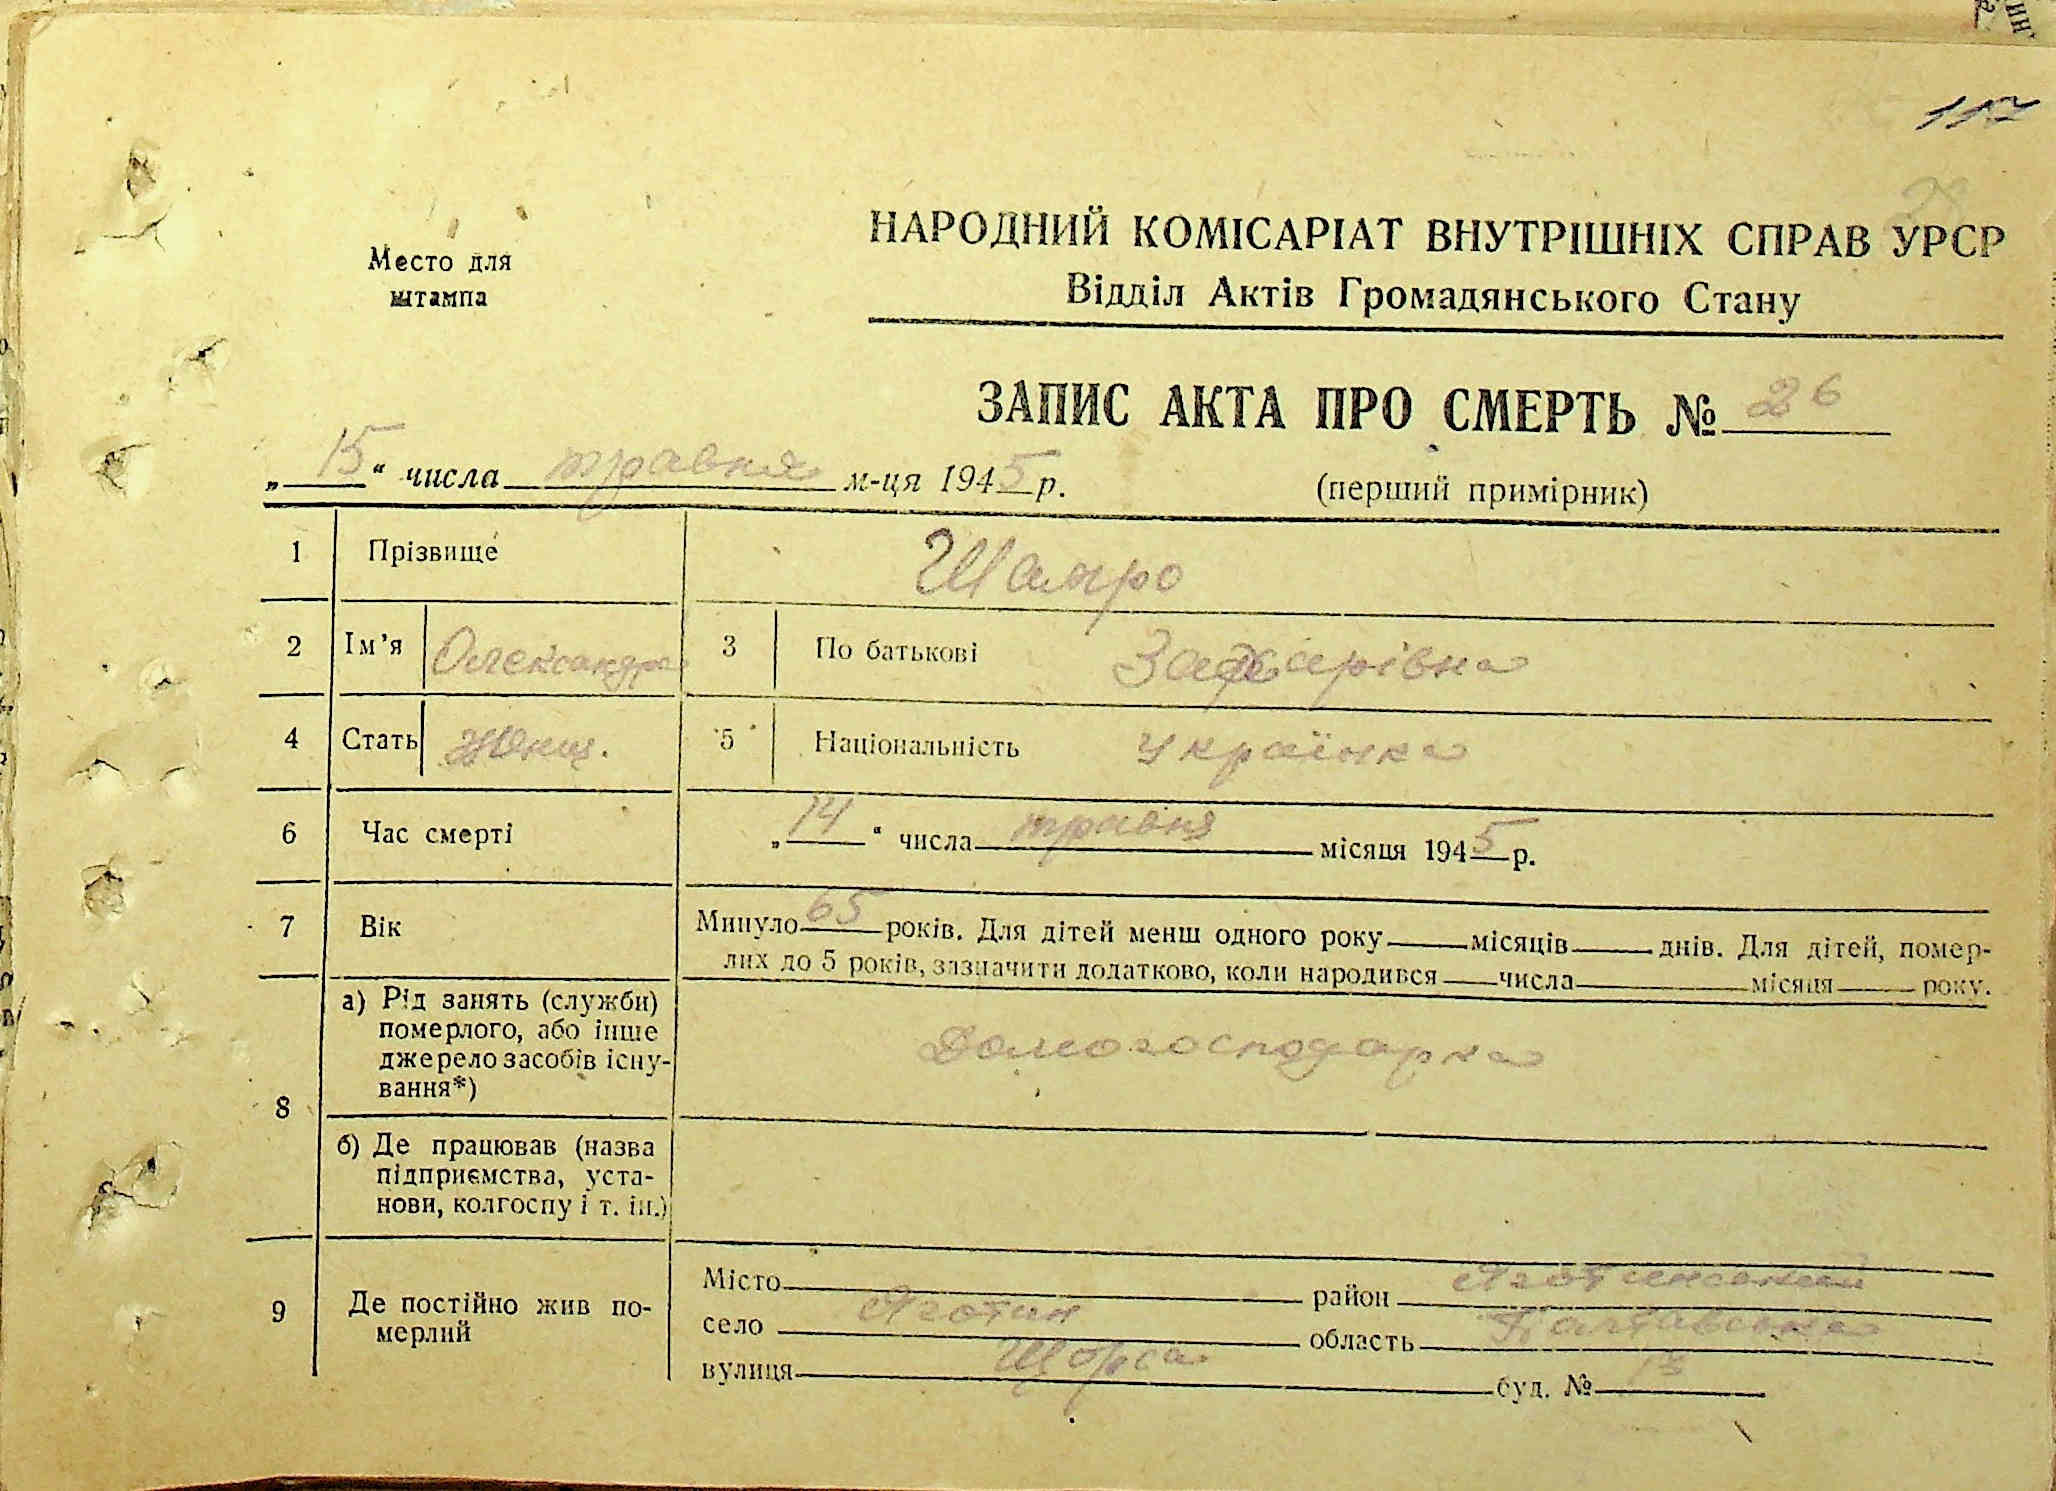 117
Место для
штампа
НАРОДНИЙ КОМІСАРІАТ ВНУТРІШНІХ СПРАВ УРСР
Відділ Актів Громадянського Стану
ЗАПИС АКТА ПРО СМЕРТЬ № 26
„ 15 “ числа травня м-ця 1945 р.
(перший примірник)
1 Прізвище Шамро
2 Ім’я Олександра 3 По батькові Захарівна
4 Стать Жінц. 5 Національність Українка
6 Час смерті „ 14 “ числа травня місяця 1945 р.
7 Вік Минуло 65 років. Для дітей менш одного року місяців днів. Для дітей, помер-
лих до 5 років, зазначити додатково, коли народився числа місяця року.
8 а) Рід занять (служби)
померлого, або інше
джерело засобів існу-
вання*)
Домогосподарка
б) Де працював (назва
підприємства, уста-
нови, колгоспу і т. ін.)
9 Де постійно жив по-
мерлий
Місто район Яготинський
село Яготин область Полтавська
вулиця Щорса буд. № 13